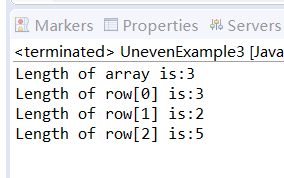 Markers Properties Servers
<terminated> UnevenExample3 [Java
Length of array is:3
Length of row[0] is:3
Length of row[1] is:2
Length of row[2] is:5